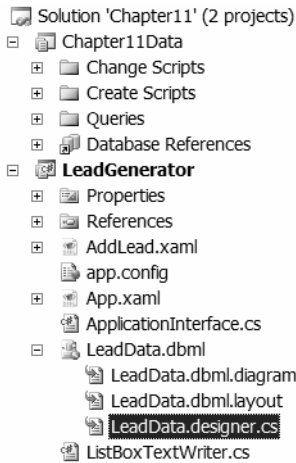 Solution 'Chapter11' (2 projects)
Chapter11Data
Change Scripts
Create Scripts
Queries
Database References
LeadGenerator
Properties
References
AddLead.xaml
app.config
App.xaml
ApplicationInterface.cs
LeadData.dbml
LeadData.dbml.diagram
LeadData.dbml.layout
LeadData.designer.cs
ListBoxTextWriter.cs